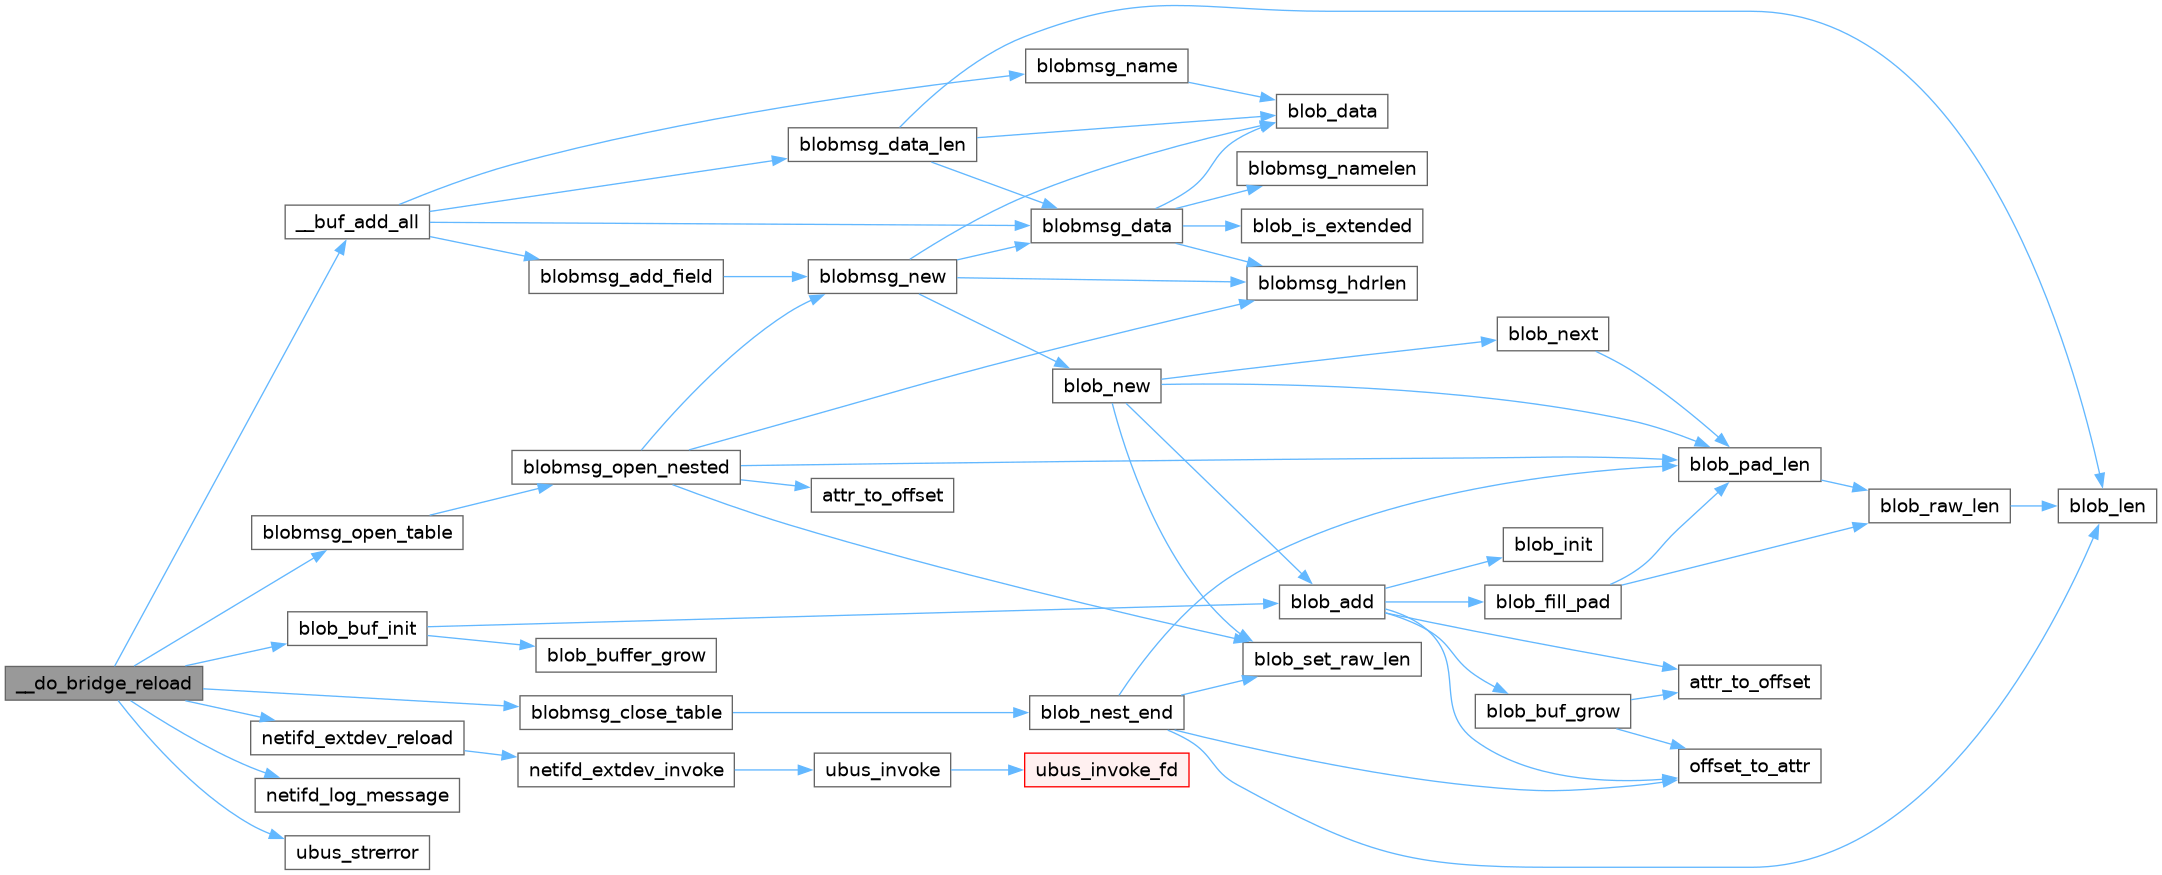 __do_bridge_reload
__buf_add_all
blobmsg_open_table
blob_buf_init
netifd_extdev_reload
netifd_log_message
ubus_strerror
blobmsg_add_field
blobmsg_open_nested
blob_buffer_grow
blobmsg_close_table
netifd_extdev_invoke
blobmsg_data_len
blobmsg_new
attr_to_offset
ubus_invoke
blobmsg_name
blobmsg_data
blob_new
blob_nest_end
ubus_invoke_fd
blob_data
blobmsg_namelen
blob_is_extended
blobmsg_hdrlen
blob_add
blob_set_raw_len
blob_next
blob_init
blob_fill_pad
blob_buf_grow
blob_pad_len
attr_to_offset
offset_to_attr
blob_raw_len
blob_len